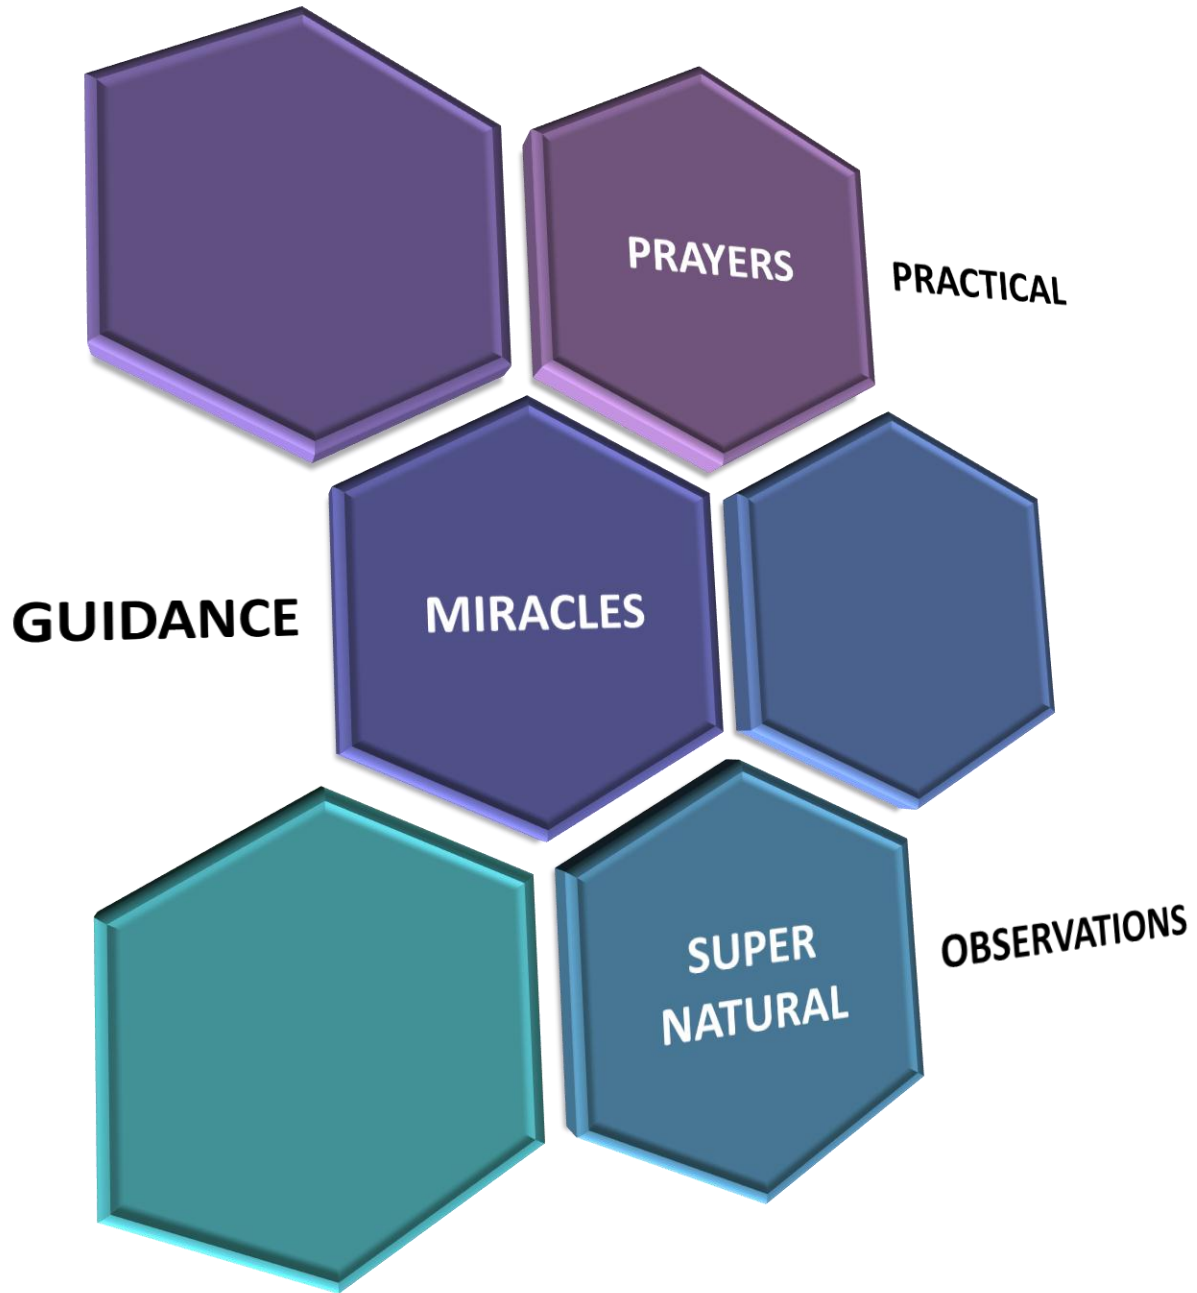 PRAYERS
PRACTICAL
GUIDANCE
MIRACLES
SUPER
NATURAL
OBSERVATIONS